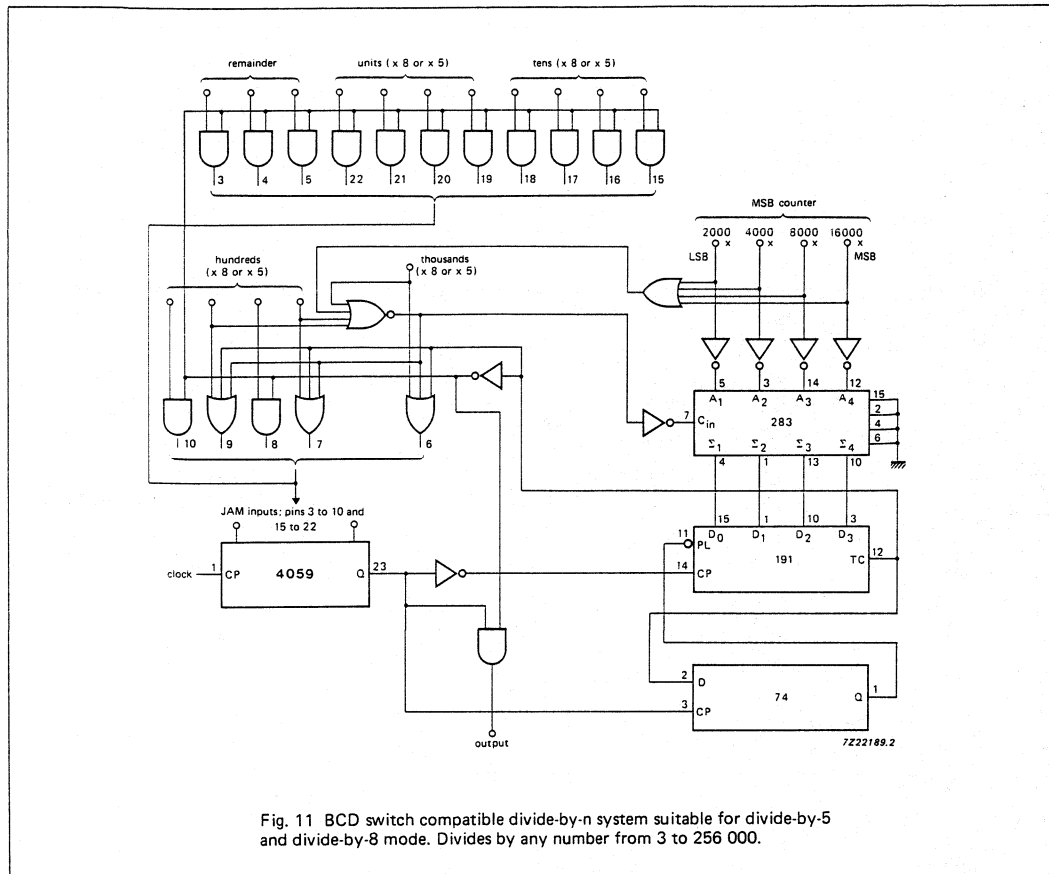 remainder units (x 8 or x 5) tens (x 8 or x 5)
3 4 5 22 21 20 19 18 17 16 15
MSB counter
2000 4000 8000 16000
x x x x
LSB MSB
hundreds
(x 8 or x 5)
thousands
(x 8 or x 5)
5 3 14 12
A1 A2 A3 A4
15
2
4
6
7 Cin
283
Σ1 Σ2 Σ3 Σ4
4 1 13 10
10 9 8 7 6
JAM inputs; pins 3 to 10 and
15 to 22
15 1 10 3
D0 D1 D2 D3
11 PL
191
TC 12
14 CP
clock 1 CP 4059 Q 23
2 D
74
Q 1
3 CP
output
7Z22189.2
Fig. 11 BCD switch compatible divide-by-n system suitable for divide-by-5
and divide-by-8 mode. Divides by any number from 3 to 256 000.